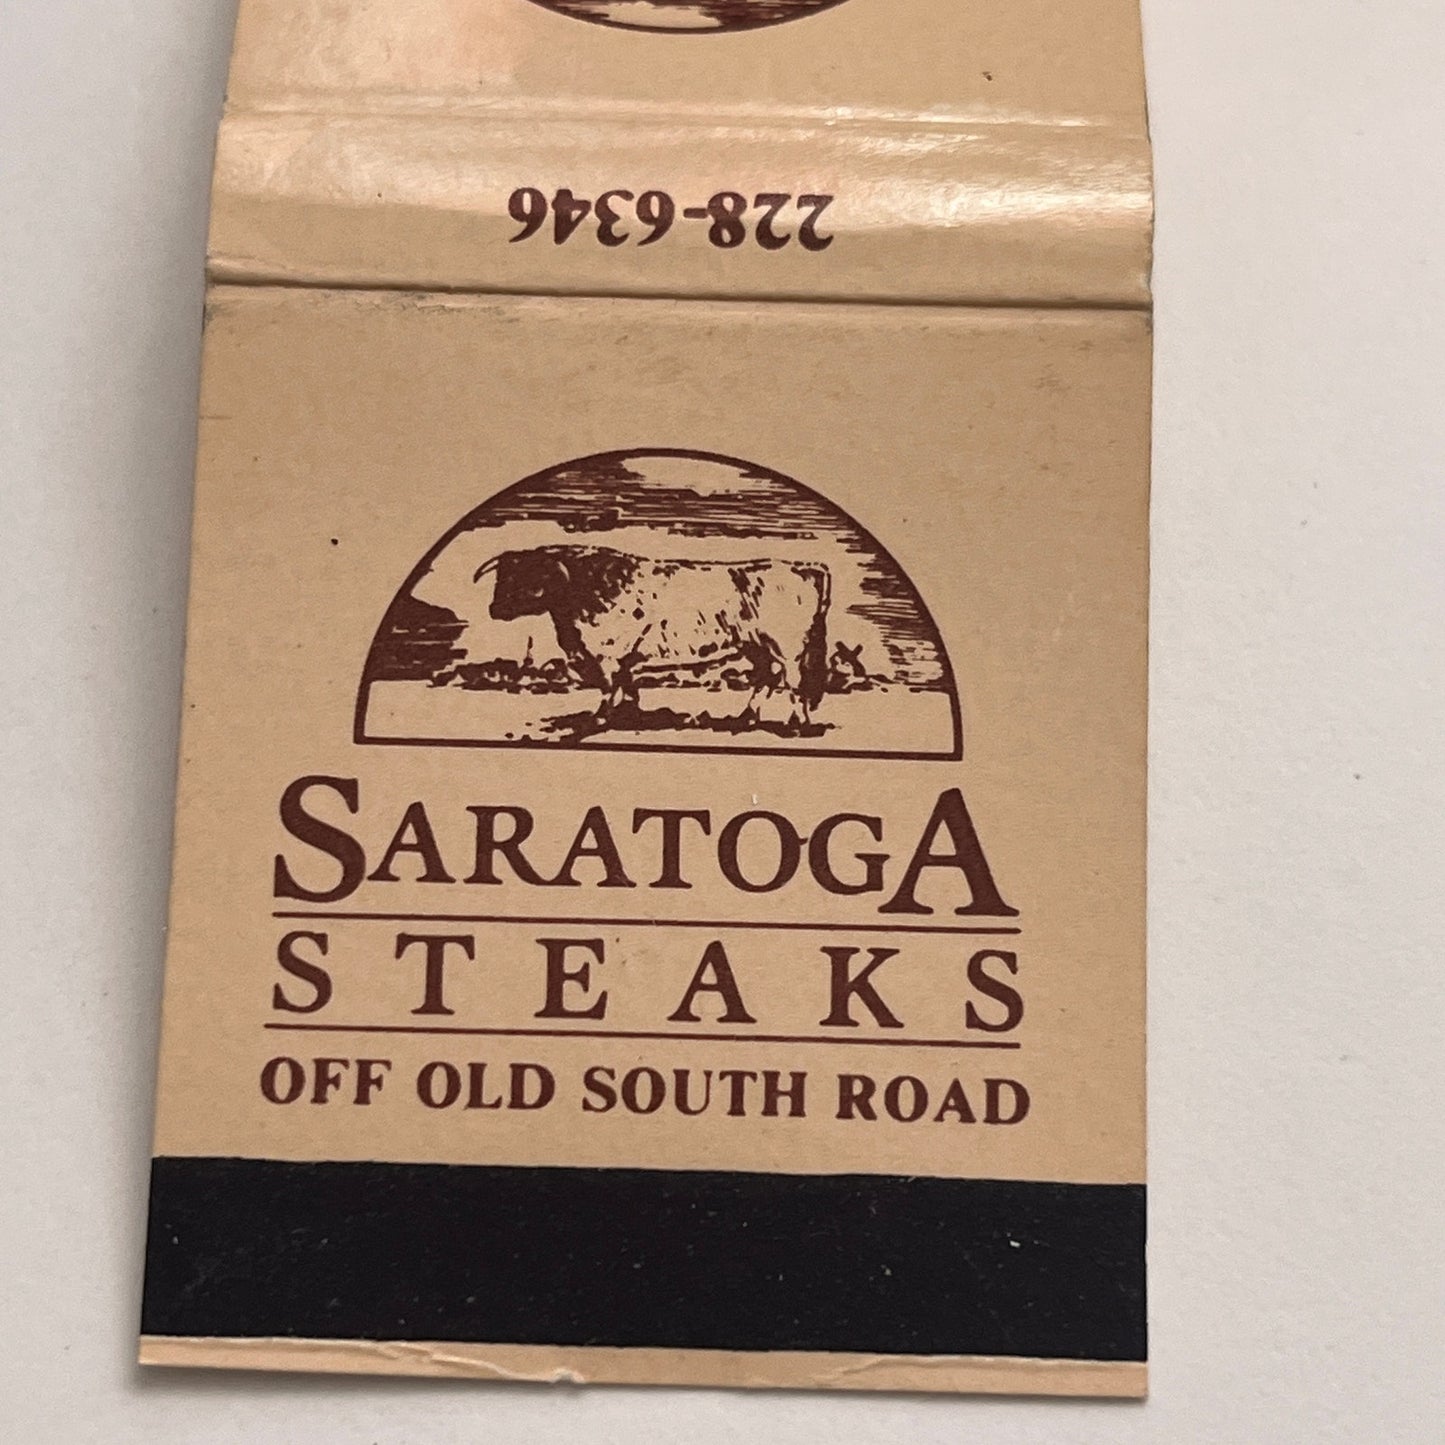 228-6346
SARATOGA
STEAKS
OFF OLD SOUTH ROAD